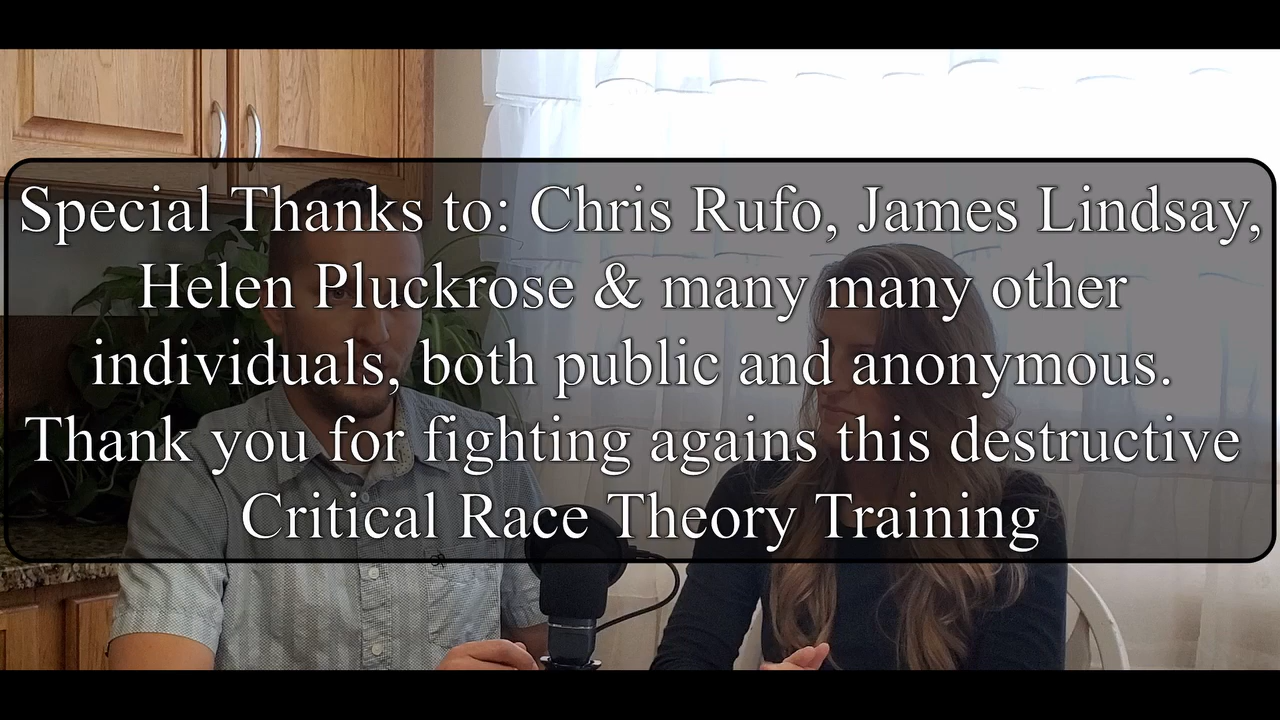 Special Thanks to: Chris Rufo, James Lindsay,
Helen Pluckrose & many many other
individuals, both public and anonymous.
Thank you for fighting agains this destructive
Critical Race Theory Training